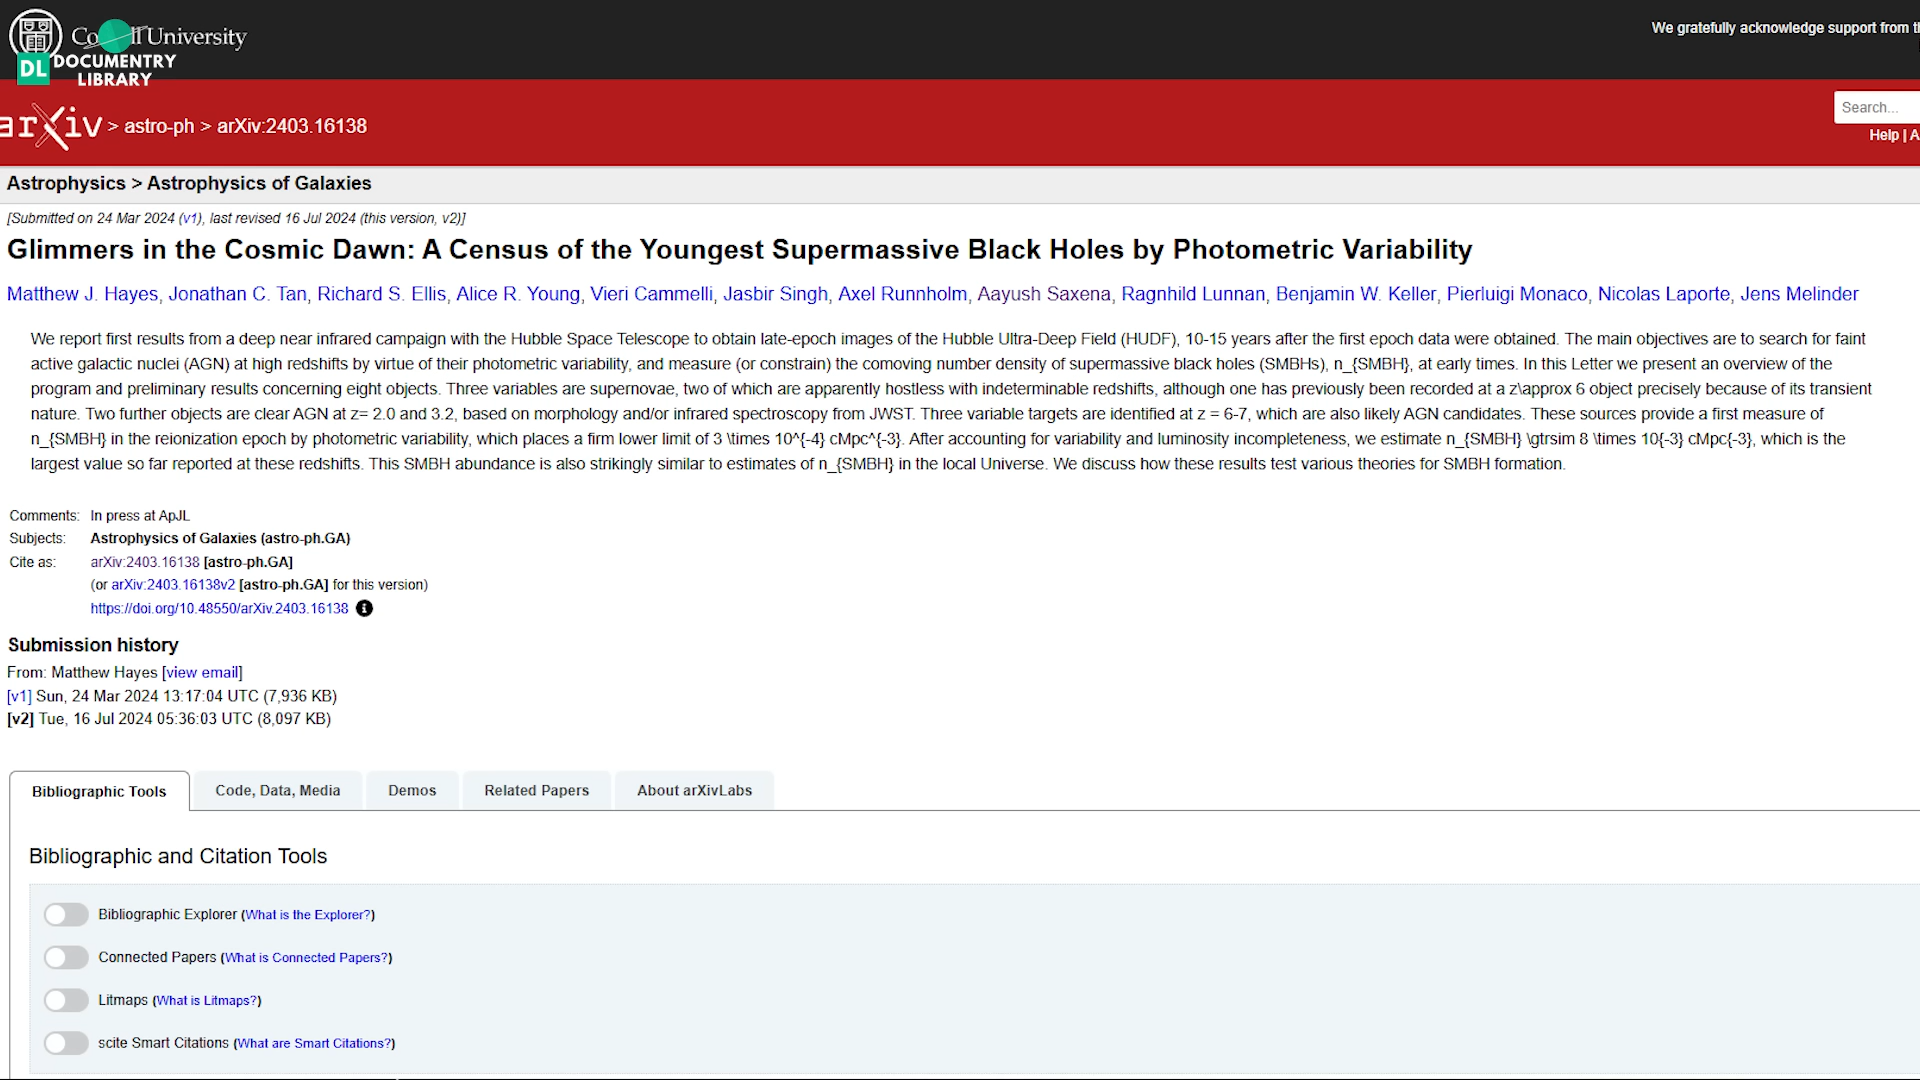 Cornell University
DL DOCUMENTRY
LIBRARY
We gratefully acknowledge support from
arXiv > astro-ph > arXiv:2403.16138
Search...
Help |
Astrophysics > Astrophysics of Galaxies
[Submitted on 24 Mar 2024 (v1), last revised 16 Jul 2024 (this version, v2)]
Glimmers in the Cosmic Dawn: A Census of the Youngest Supermassive Black Holes by Photometric Variability
Matthew J. Hayes, Jonathan C. Tan, Richard S. Ellis, Alice R. Young, Vieri Cammelli, Jasbir Singh, Axel Runnholm, Aayush Saxena, Ragnhild Lunnan, Benjamin W. Keller, Pierluigi Monaco, Nicolas Laporte, Jens Melinder
We report first results from a deep near infrared campaign with the Hubble Space Telescope to obtain late-epoch images of the Hubble Ultra-Deep Field (HUDF), 10-15 years after the first epoch data were obtained. The main objectives are to search for faint
active galactic nuclei (AGN) at high redshifts by virtue of their photometric variability, and measure (or constrain) the comoving number density of supermassive black holes (SMBHs), n_{SMBH}, at early times. In this Letter we present an overview of the
program and preliminary results concerning eight objects. Three variables are supernovae, two of which are apparently hostless with indeterminable redshifts, although one has previously been recorded at a z\approx 6 object precisely because of its transient
nature. Two further objects are clear AGN at z= 2.0 and 3.2, based on morphology and/or infrared spectroscopy from JWST. Three variable targets are identified at z = 6-7, which are also likely AGN candidates. These sources provide a first measure of
n_{SMBH} in the reionization epoch by photometric variability, which places a firm lower limit of 3 \times 10^{-4} cMpc^{-3}. After accounting for variability and luminosity incompleteness, we estimate n_{SMBH} \gtrsim 8 \times 10{-3} cMpc{-3}, which is the
largest value so far reported at these redshifts. This SMBH abundance is also strikingly similar to estimates of n_{SMBH} in the local Universe. We discuss how these results test various theories for SMBH formation.
Comments: In press at ApJL
Subjects: Astrophysics of Galaxies (astro-ph.GA)
Cite as: arXiv:2403.16138 [astro-ph.GA]
(or arXiv:2403.16138v2 [astro-ph.GA] for this version)
https://doi.org/10.48550/arXiv.2403.16138
Submission history
From: Matthew Hayes [view email]
[v1] Sun, 24 Mar 2024 13:17:04 UTC (7,936 KB)
[v2] Tue, 16 Jul 2024 05:36:03 UTC (8,097 KB)
Bibliographic Tools Code, Data, Media Demos Related Papers About arXivLabs
Bibliographic and Citation Tools
Bibliographic Explorer (What is the Explorer?)
Connected Papers (What is Connected Papers?)
Litmaps (What is Litmaps?)
scite Smart Citations (What are Smart Citations?)